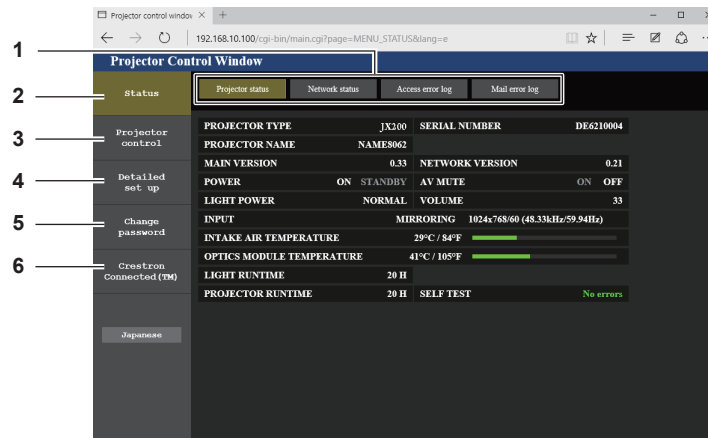 Projector control window
192.168.10.100/cgi-bin/main.cgi?page=MENU_STATUS&lang=e
1
Projector Control Window
2
Status
Projector status Network status Access error log Mail error log
3
Projector
control
PROJECTOR TYPE JX200 SERIAL NUMBER DE6210004
PROJECTOR NAME NAME8062
MAIN VERSION 0.33 NETWORK VERSION 0.21
4
Detailed
set up
POWER ON STANDBY AV MUTE ON OFF
LIGHT POWER NORMAL VOLUME 33
5
Change
password
INPUT MIRRORING 1024x768/60 (48.33kHz/59.94Hz)
INTAKE AIR TEMPERATURE 29°C / 84°F
6
Crestron
Connected(TM)
OPTICS MODULE TEMPERATURE 41°C / 105°F
LIGHT RUNTIME 20 H
PROJECTOR RUNTIME 20 H SELF TEST No errors
Japanese